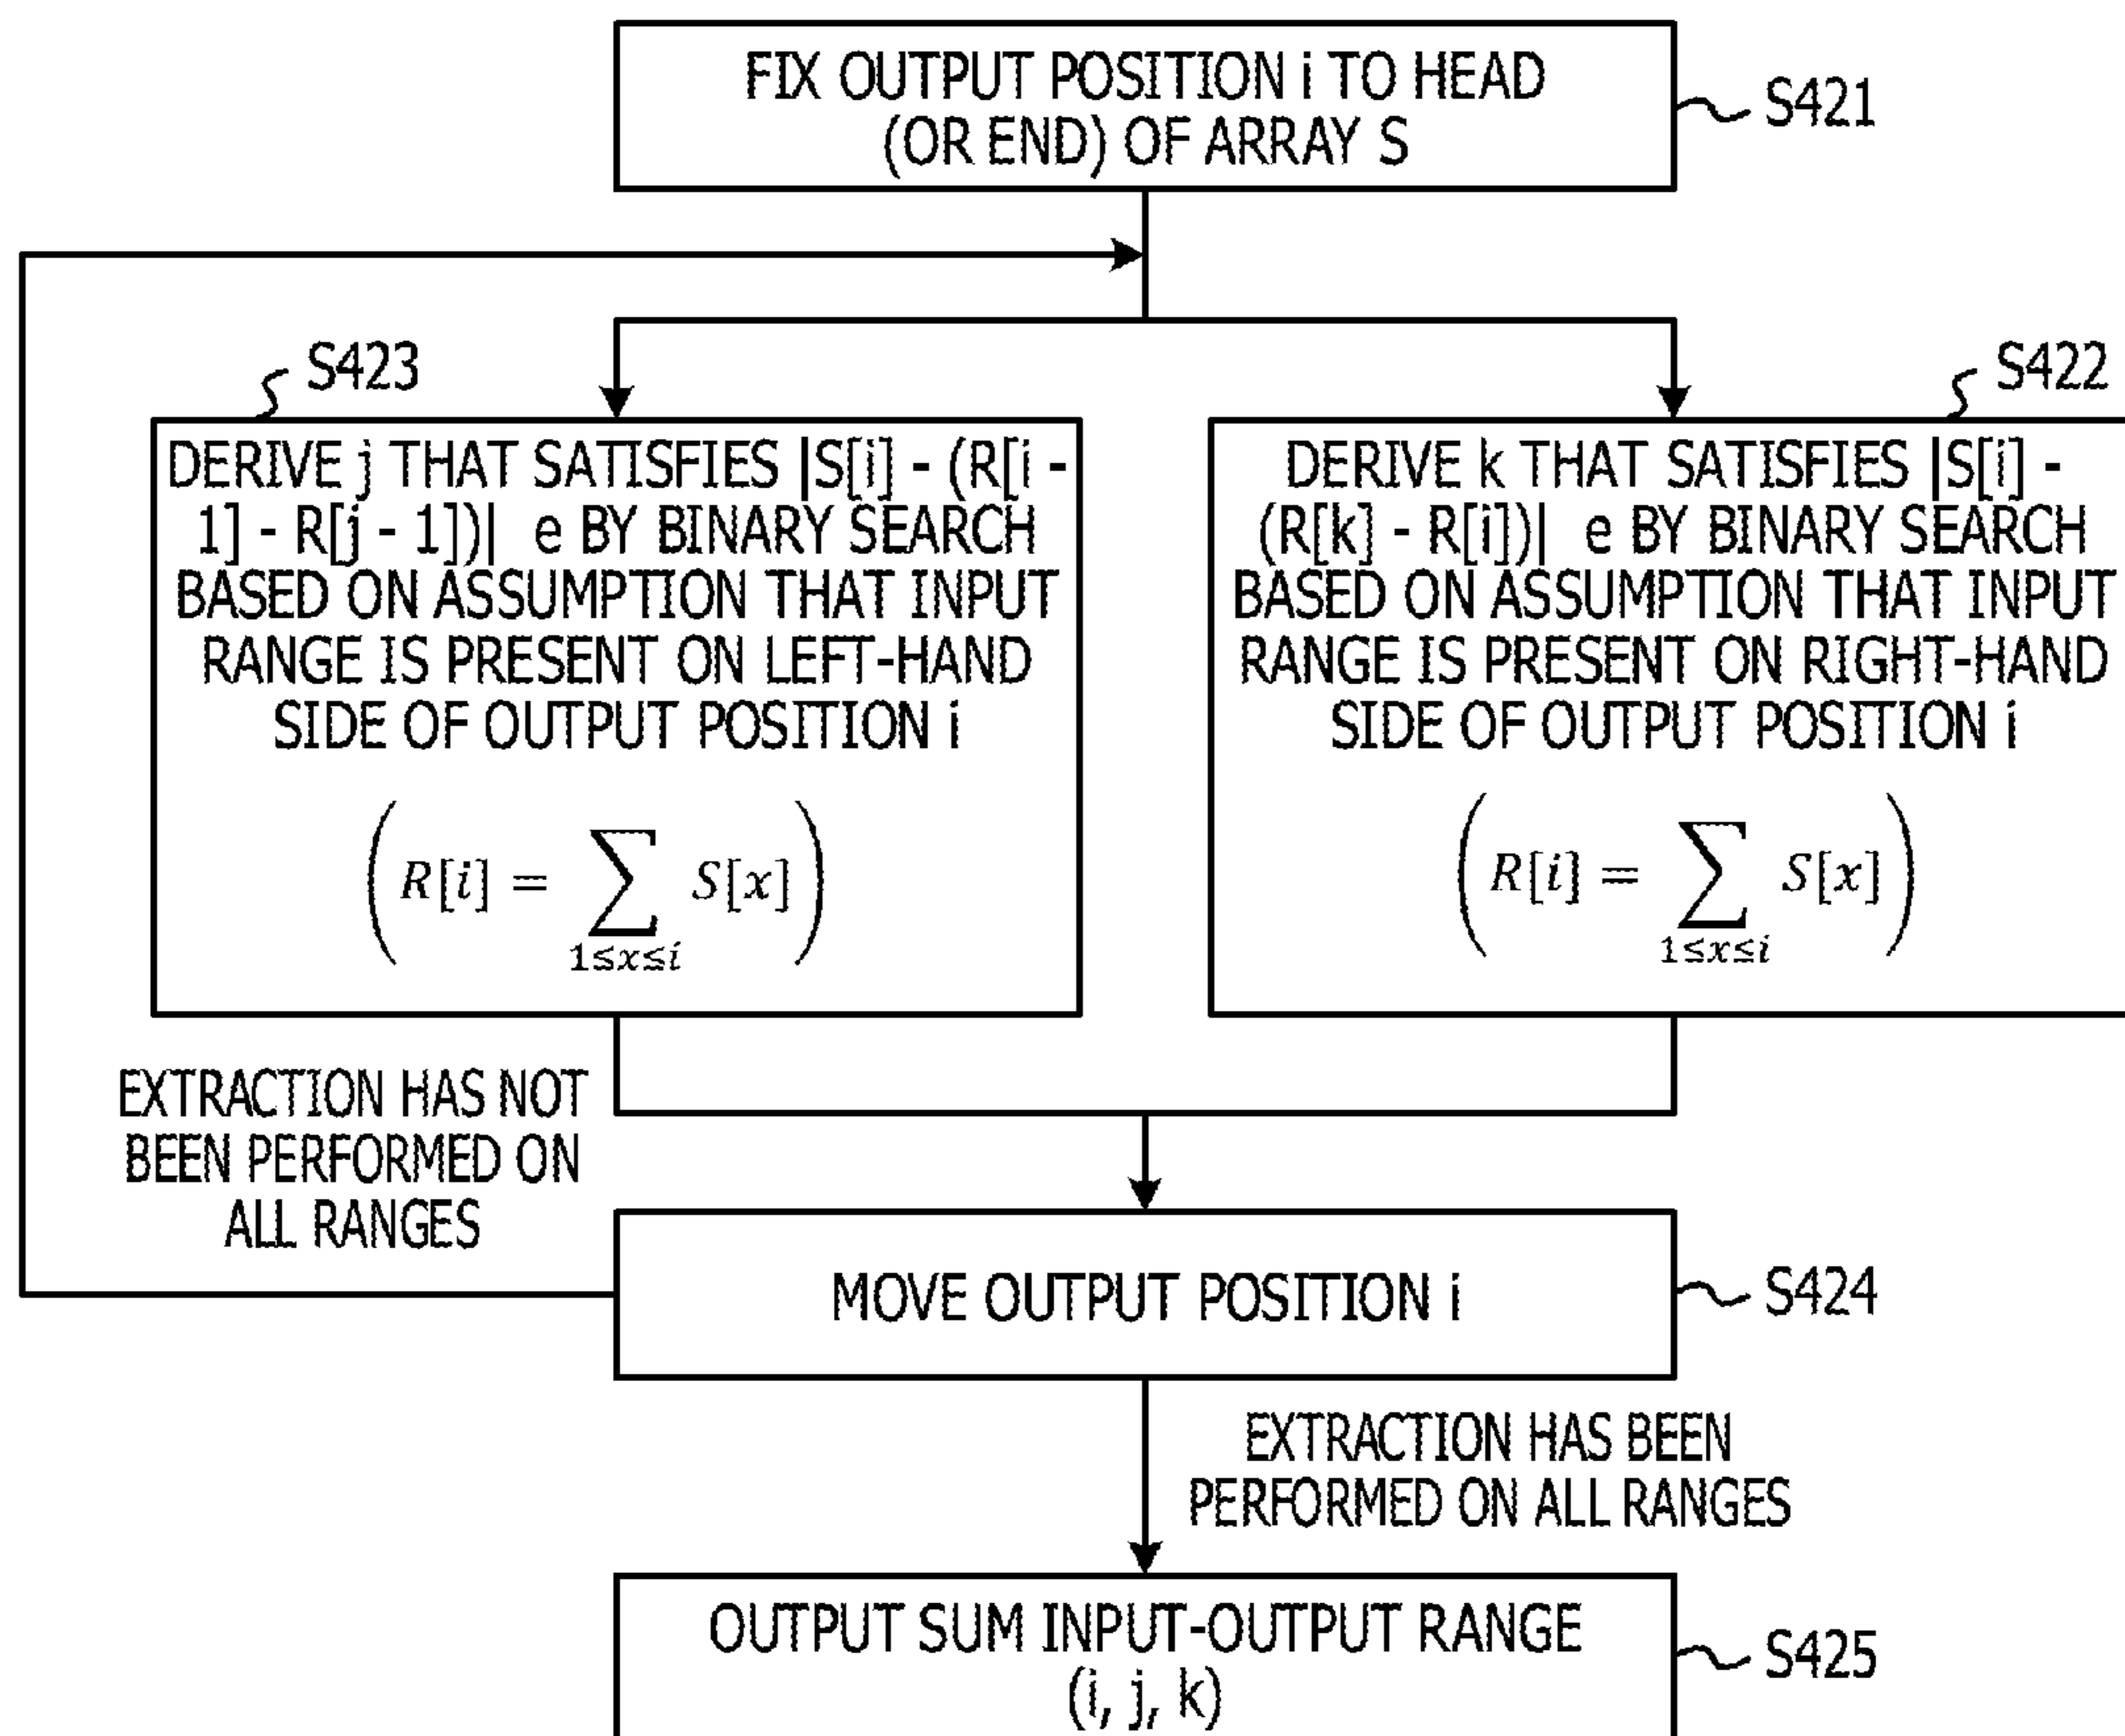 FIX OUTPUT POSITION i TO HEAD
(OR END) OF ARRAY S
S421
S423
DERIVE j THAT SATISFIES |S[i] - (R[i -
1] - R[j - 1])| e BY BINARY SEARCH
BASED ON ASSUMPTION THAT INPUT
RANGE IS PRESENT ON LEFT-HAND
SIDE OF OUTPUT POSITION i
(R[i] = ∑ S[x])
1≤x≤i
S422
DERIVE k THAT SATISFIES |S[i] -
(R[k] - R[i])| e BY BINARY SEARCH
BASED ON ASSUMPTION THAT INPUT
RANGE IS PRESENT ON RIGHT-HAND
SIDE OF OUTPUT POSITION i
(R[i] = ∑ S[x])
1≤x≤i
EXTRACTION HAS NOT
BEEN PERFORMED ON
ALL RANGES
MOVE OUTPUT POSITION i
S424
EXTRACTION HAS BEEN
PERFORMED ON ALL RANGES
OUTPUT SUM INPUT-OUTPUT RANGE
(i, j, k)
S425